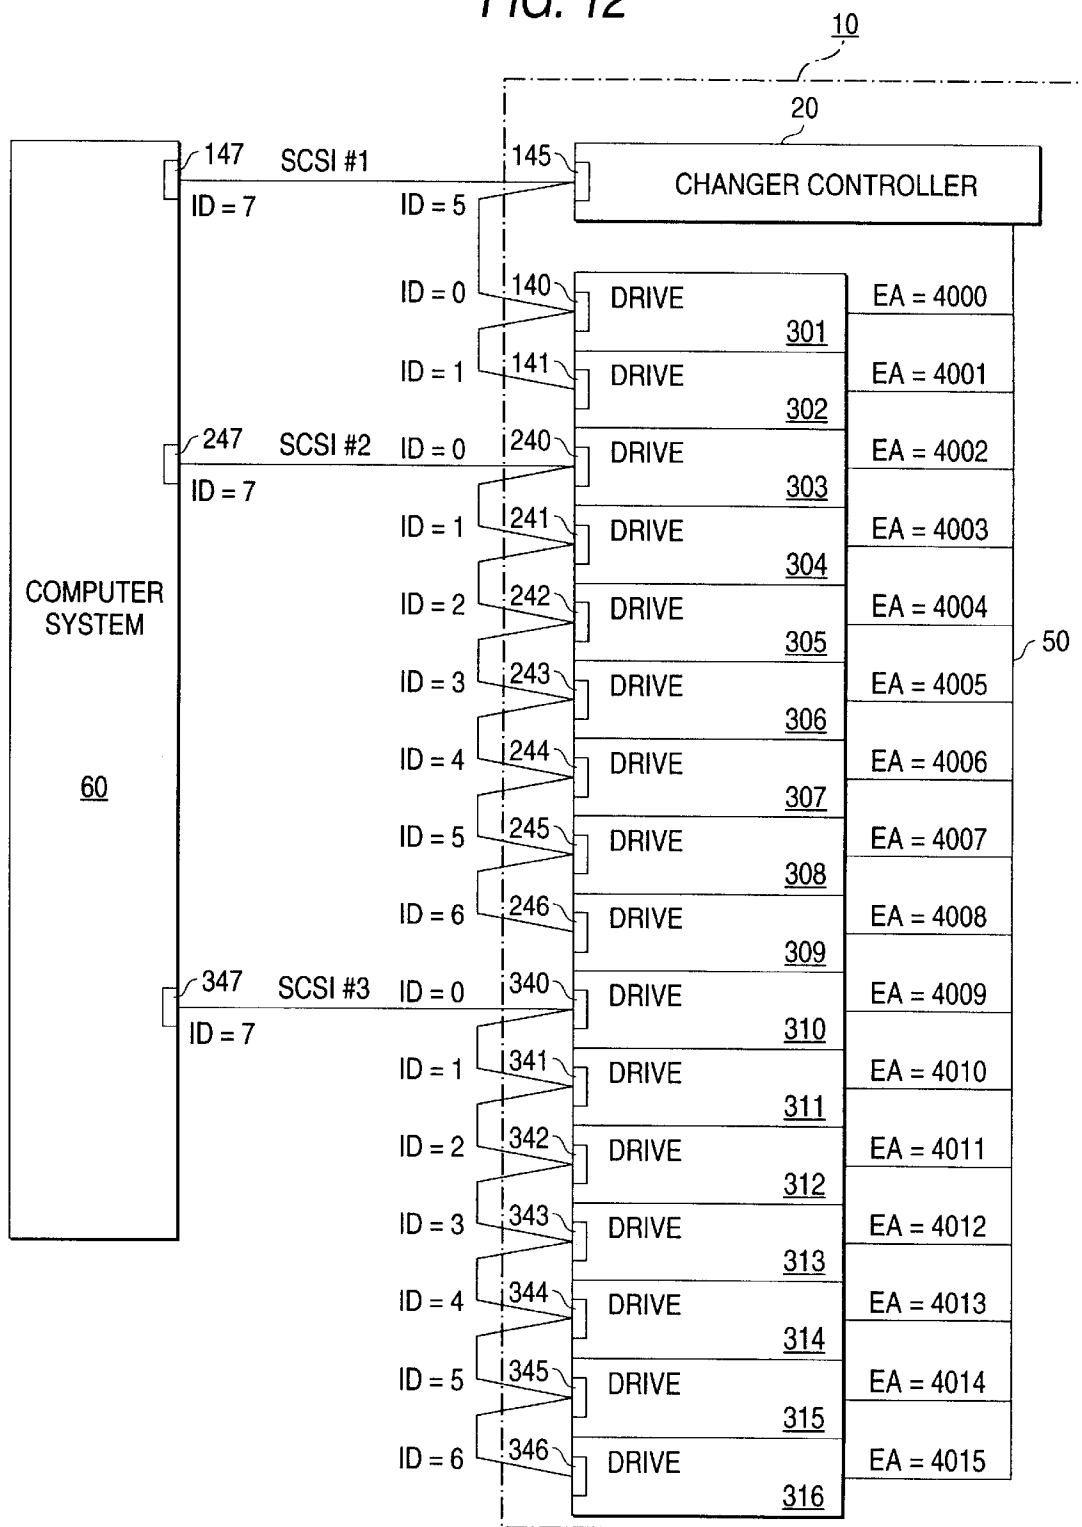 FIG. 12
10
20
147 SCSI #1 145 CHANGER CONTROLLER
ID = 7 ID = 5
ID = 0 140 DRIVE 301 EA = 4000
ID = 1 141 DRIVE 302 EA = 4001
247 SCSI #2 ID = 0 240 DRIVE 303 EA = 4002
ID = 7
ID = 1 241 DRIVE 304 EA = 4003
COMPUTER
SYSTEM
60
ID = 2 242 DRIVE 305 EA = 4004
50
ID = 3 243 DRIVE 306 EA = 4005
ID = 4 244 DRIVE 307 EA = 4006
ID = 5 245 DRIVE 308 EA = 4007
ID = 6 246 DRIVE 309 EA = 4008
347 SCSI #3 ID = 0 340 DRIVE 310 EA = 4009
ID = 7
ID = 1 341 DRIVE 311 EA = 4010
ID = 2 342 DRIVE 312 EA = 4011
ID = 3 343 DRIVE 313 EA = 4012
ID = 4 344 DRIVE 314 EA = 4013
ID = 5 345 DRIVE 315 EA = 4014
ID = 6 346 DRIVE 316 EA = 4015